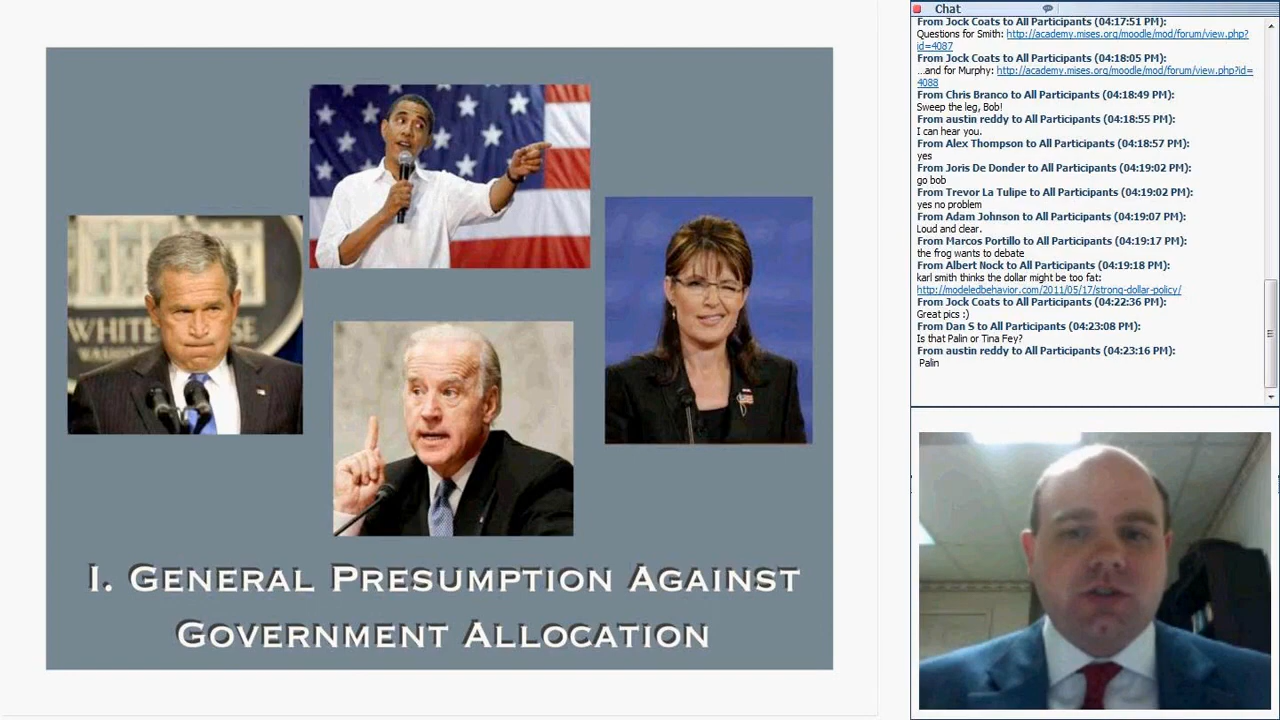 WHITE HOUSE
WASHINGTON
I. General Presumption Against
Government Allocation
Chat
From Jock Coats to All Participants (04:17:51 PM):
Questions for Smith: http://academy.mises.org/moodle/mod/forum/view.php?
id=4087
From Jock Coats to All Participants (04:18:05 PM):
...and for Murphy: http://academy.mises.org/moodle/mod/forum/view.php?id=
4088
From Chris Branco to All Participants (04:18:49 PM):
Sweep the leg, Bob!
From austin reddy to All Participants (04:18:55 PM):
I can hear you.
From Alex Thompson to All Participants (04:18:57 PM):
yes
From Joris De Donder to All Participants (04:19:02 PM):
go bob
From Trevor La Tulipe to All Participants (04:19:02 PM):
yes no problem
From Adam Johnson to All Participants (04:19:07 PM):
Loud and clear.
From Marcos Portillo to All Participants (04:19:17 PM):
the frog wants to debate
From Albert Nock to All Participants (04:19:18 PM):
karl smith thinks the dollar might be too fat:
http://modeledbehavior.com/2011/05/17/strong-dollar-policy/
From Jock Coats to All Participants (04:22:36 PM):
Great pics :)
From Dan S to All Participants (04:23:08 PM):
Is that Palin or Tina Fey?
From austin reddy to All Participants (04:23:16 PM):
Palin